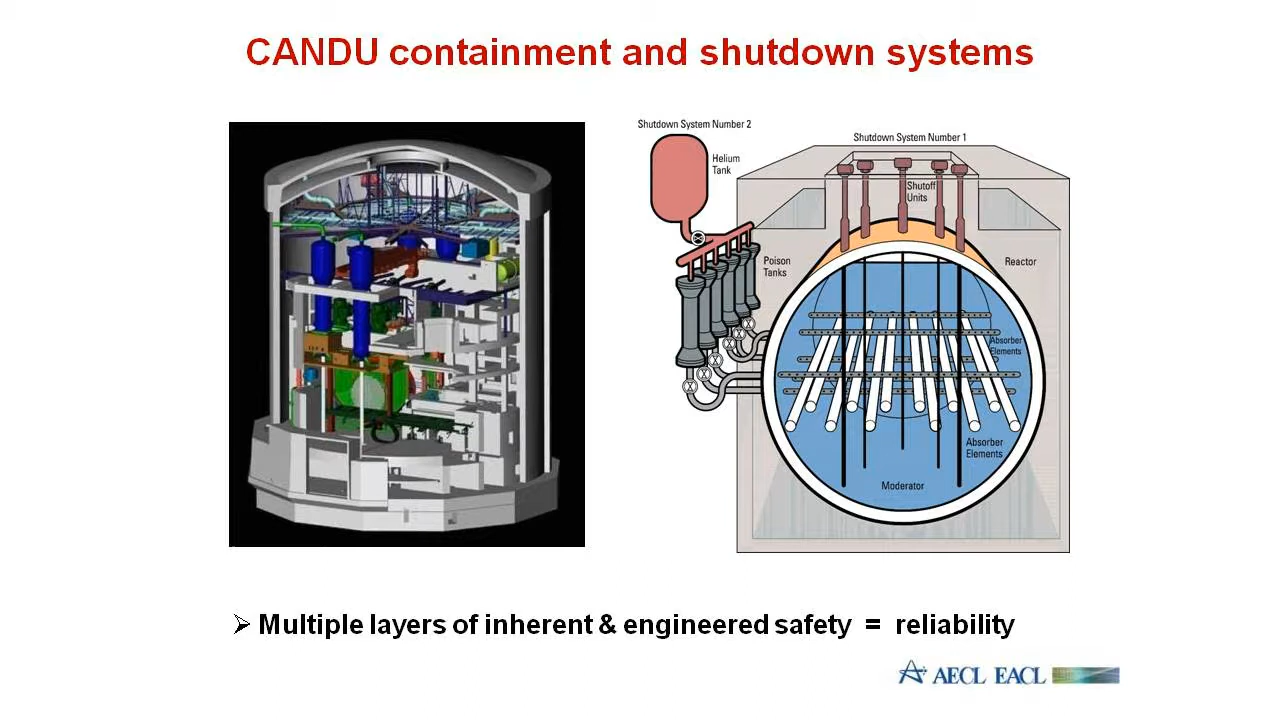 CANDU containment and shutdown systems
Shutdown System Number 2
Shutdown System Number 1
Helium
Tank
Shutoff
Units
Poison
Tanks
Reactor
Absorber
Elements
Absorber
Elements
Moderator
Multiple layers of inherent & engineered safety = reliability
AECL EACL